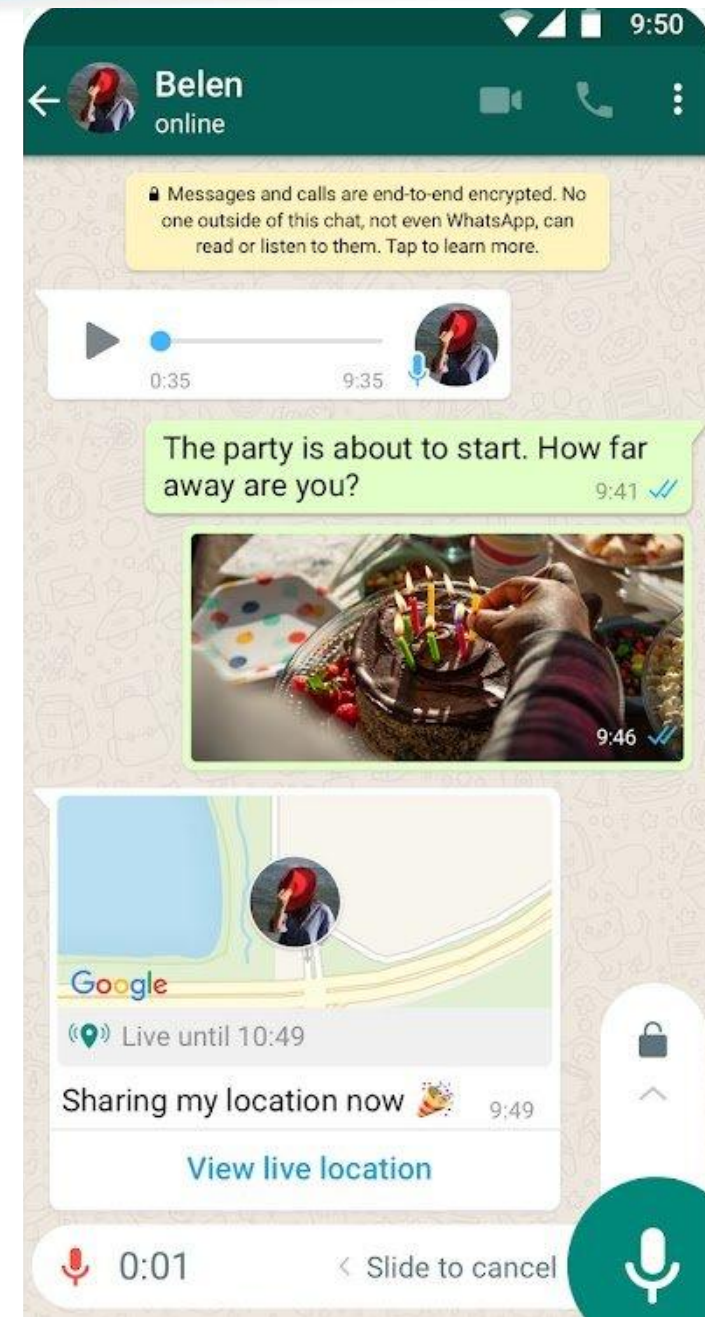 9:50
Belen
online
Messages and calls are end-to-end encrypted. No
one outside of this chat, not even WhatsApp, can
read or listen to them. Tap to learn more.
0:35 9:35
The party is about to start. How far
away are you? 9:41
9:46
Google
Live until 10:49
Sharing my location now 🎉 9:49
View live location
0:01 < Slide to cancel